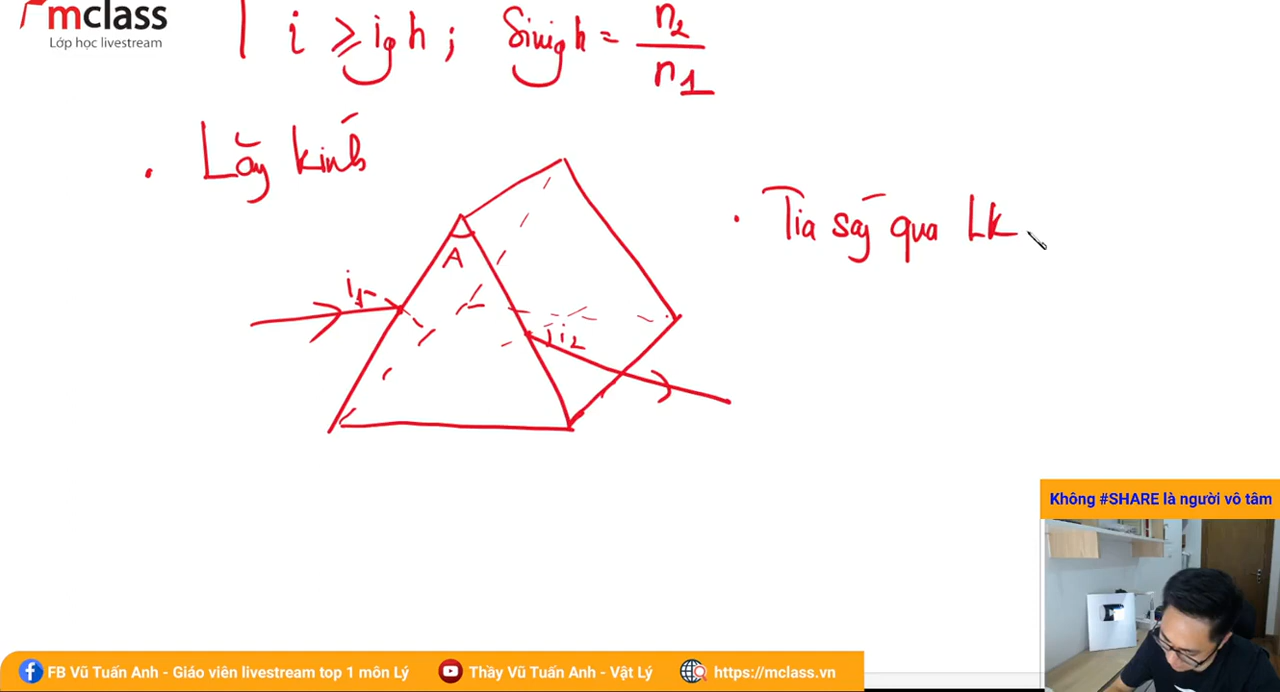 mclass
Lớp học livestream
i ≥ igh ; Sinigh = n2/n1
. Lăng kính
A
i1
i2
. Tia sáng qua LK
Không #SHARE là người vô tâm
FB Vũ Tuấn Anh - Giáo viên livestream top 1 môn Lý
Thầy Vũ Tuấn Anh - Vật Lý
https://mclass.vn